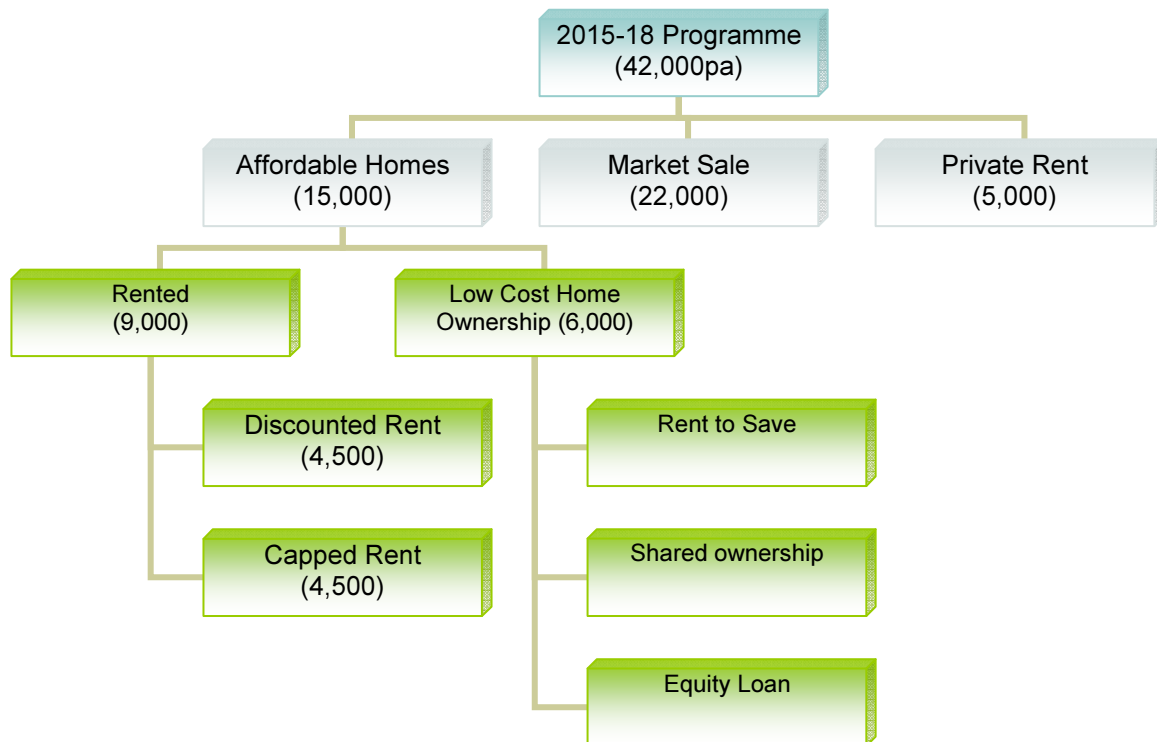 2015-18 Programme
(42,000pa)
Affordable Homes
(15,000)
Market Sale
(22,000)
Private Rent
(5,000)
Rented
(9,000)
Low Cost Home
Ownership (6,000)
Discounted Rent
(4,500)
Rent to Save
Capped Rent
(4,500)
Shared ownership
Equity Loan